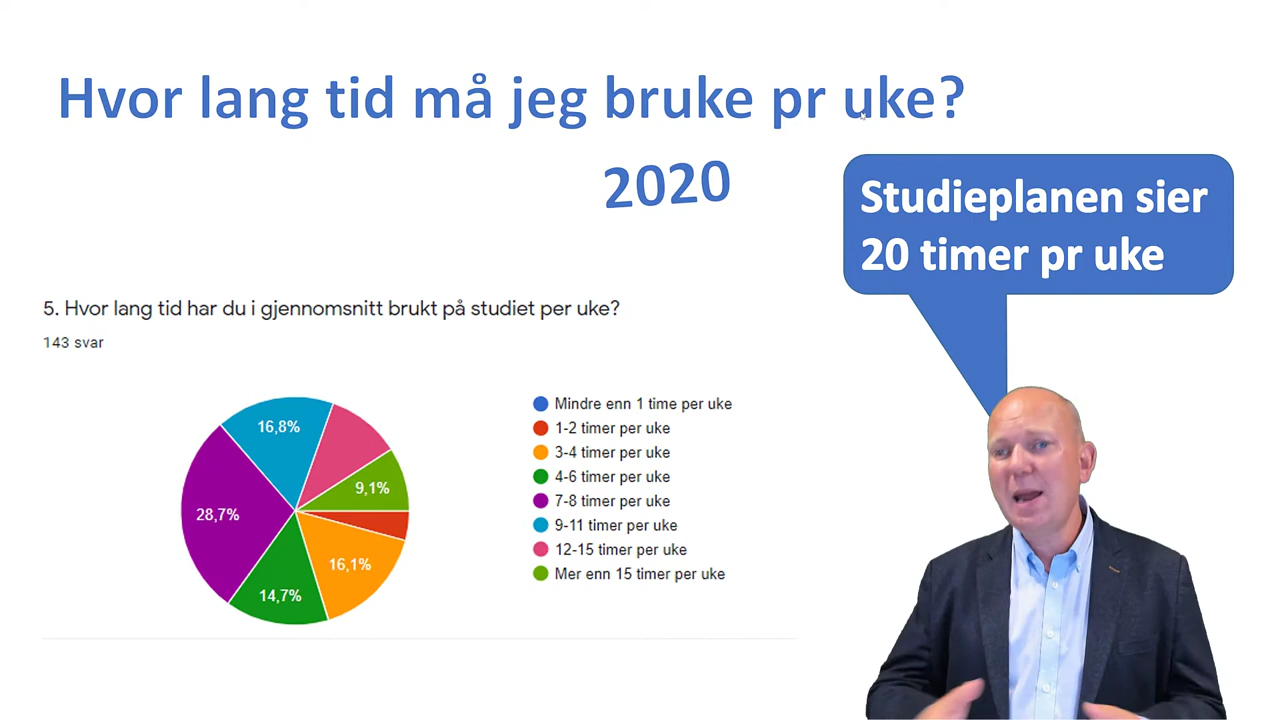 Hvor lang tid må jeg bruke pr uke?
2020
Studieplanen sier
20 timer pr uke
5. Hvor lang tid har du i gjennomsnitt brukt på studiet per uke?
143 svar
16,8%
9,1%
28,7%
16,1%
14,7%
Mindre enn 1 time per uke
1-2 timer per uke
3-4 timer per uke
4-6 timer per uke
7-8 timer per uke
9-11 timer per uke
12-15 timer per uke
Mer enn 15 timer per uke